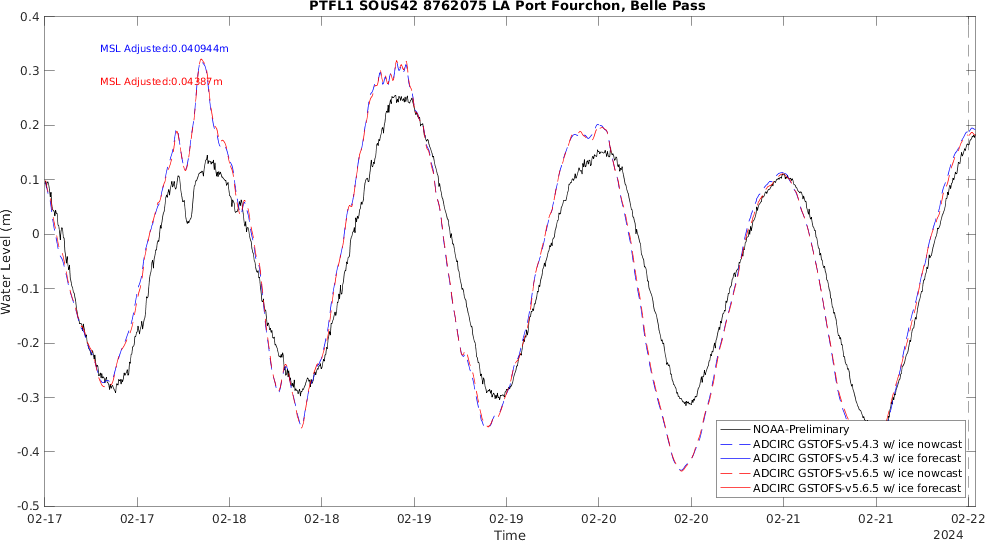 PTFL1 SOUS42 8762075 LA Port Fourchon, Belle Pass
0.4
0.3
0.2
0.1
0
-0.1
-0.2
-0.3
-0.4
-0.5
Water Level (m)
MSL Adjusted:0.040944m
MSL Adjusted:0.04387m
NOAA-Preliminary
ADCIRC GSTOFS-v5.4.3 w/ ice nowcast
ADCIRC GSTOFS-v5.4.3 w/ ice forecast
ADCIRC GSTOFS-v5.6.5 w/ ice nowcast
ADCIRC GSTOFS-v5.6.5 w/ ice forecast
02-17 02-17 02-18 02-18 02-19 02-19 02-20 02-20 02-21 02-21 02-22
Time
2024